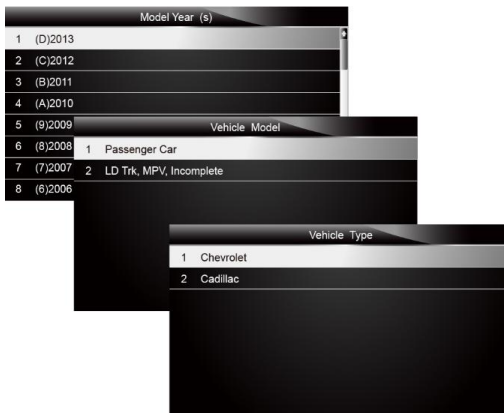 Model Year (s)
1 (D)2013
2 (C)2012
3 (B)2011
4 (A)2010
5 (9)2009
6 (8)2008
7 (7)2007
8 (6)2006
Vehicle Model
1 Passenger Car
2 LD Trk, MPV, Incomplete
Vehicle Type
1 Chevrolet
2 Cadillac